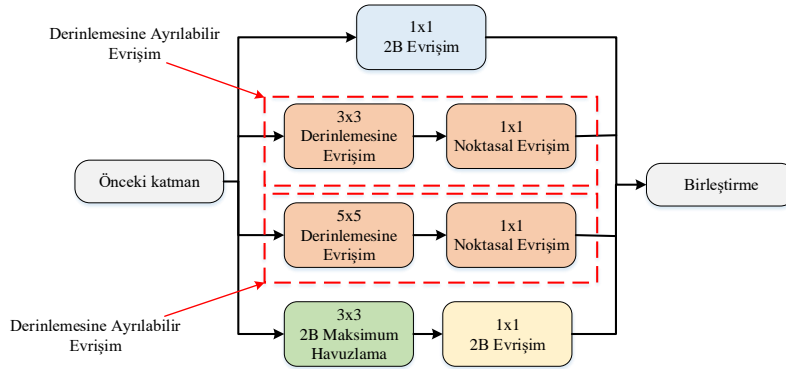 Derinlemesine Ayrılabilir
Evrişim
1x1
2B Evrişim
3x3
Derinlemesine
Evrişim
1x1
Noktasal Evrişim
Önceki katman
Birleştirme
5x5
Derinlemesine
Evrişim
1x1
Noktasal Evrişim
Derinlemesine Ayrılabilir
Evrişim
3x3
2B Maksimum
Havuzlama
1x1
2B Evrişim